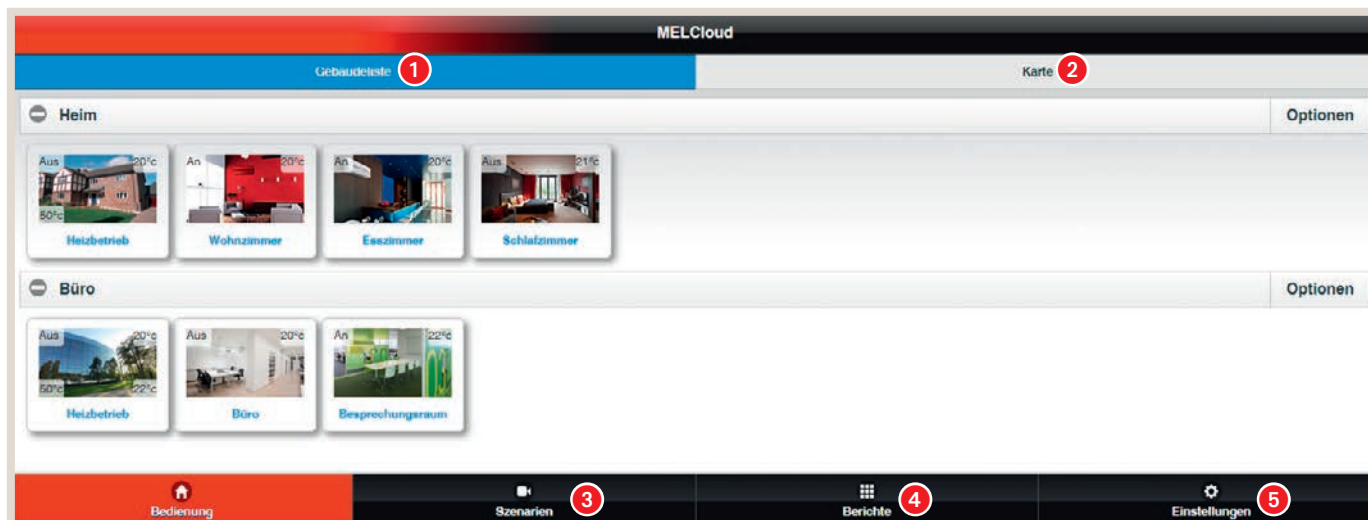 MELCloud
Gebäudeliste 1
Karte 2
Heim Optionen
Aus 20°c
50°c
Heizbetrieb
An 20°c
Wohnzimmer
An 20°c
Esszimmer
Aus 21°c
Schlafzimmer
Büro Optionen
Aus 20°c
50°c 22°c
Heizbetrieb
Aus 20°c
Büro
An 22°c
Besprechungsraum
Bedienung
Szenarien 3
Berichte 4
Einstellungen 5